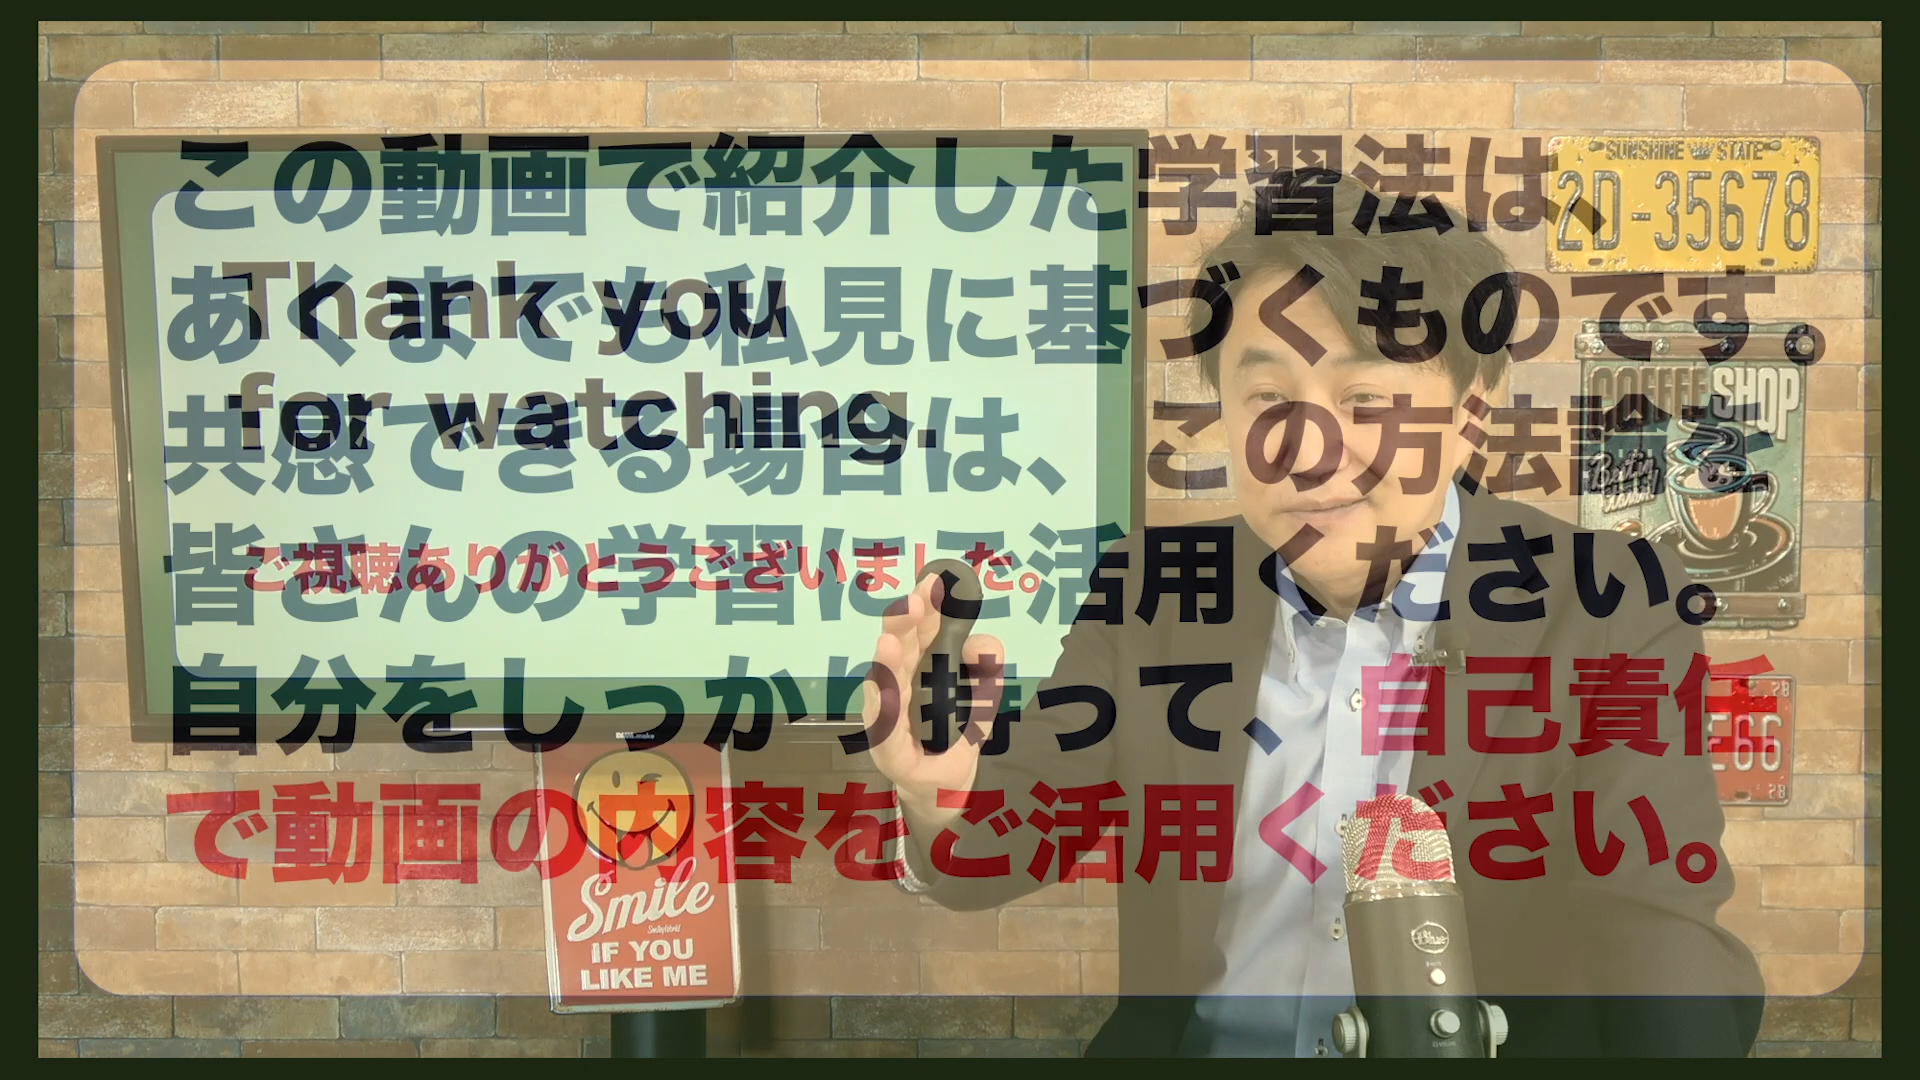 この動画で紹介した学習法は、
あくまでも私見に基づくものです。
共感できる場合は、この方法論を
皆さんの学習にご活用ください。
自分をしっかり持って、自己責任
で動画の内容をご活用ください。
Thank you
for watching.
ご視聴ありがとうございました。
SUNSHINE STATE
2D-35678
COFFEE SHOP
Best in
E66
Smile
IF YOU
LIKE ME
Blue